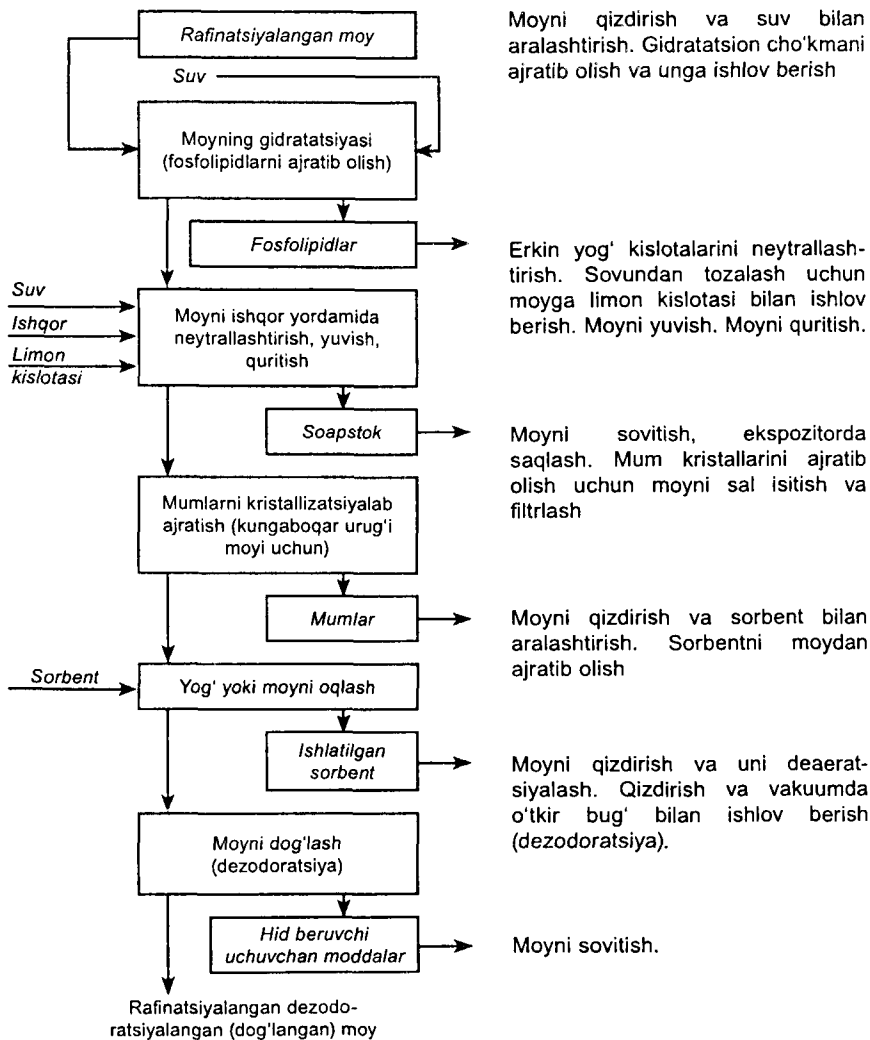 Rafinatsiyalangan moy
Moyni qizdirish va suv bilan
aralashtirish. Gidratatsion cho'kmani
ajratib olish va unga ishlov berish
Suv
Moyning gidratatsiyasi
(fosfolipidlarni ajratib olish)
Fosfolipidlar
Erkin yog' kislotalarini neytrallash-
tirish. Sovundan tozalash uchun
moyga limon kislotasi bilan ishlov
berish. Moyni yuvish. Moyni quritish.
Suv
Ishqor
Limon
kislotasi
Moyni ishqor yordamida
neytrallashtirish, yuvish,
quritish
Soapstok
Moyni sovitish, ekspozitorda
saqlash. Mum kristallarini ajratib
olish uchun moyni sal isitish va
filtrlash
Mumlarni kristallizatsiyalab
ajratish (kungaboqar urug'i
moyi uchun)
Mumlar
Moyni qizdirish va sorbent bilan
aralashtirish. Sorbentni moydan
ajratib olish
Sorbent
Yog' yoki moyni oqlash
Ishlatilgan
sorbent
Moyni qizdirish va uni deaerat-
siyalash. Qizdirish va vakuumda
o'tkir bug' bilan ishlov berish
(dezodoratsiya).
Moyni dog'lash
(dezodoratsiya)
Hid beruvchi
uchuvchan moddalar
Moyni sovitish.
Rafinatsiyalangan dezodo-
ratsiyalangan (dog'langan) moy